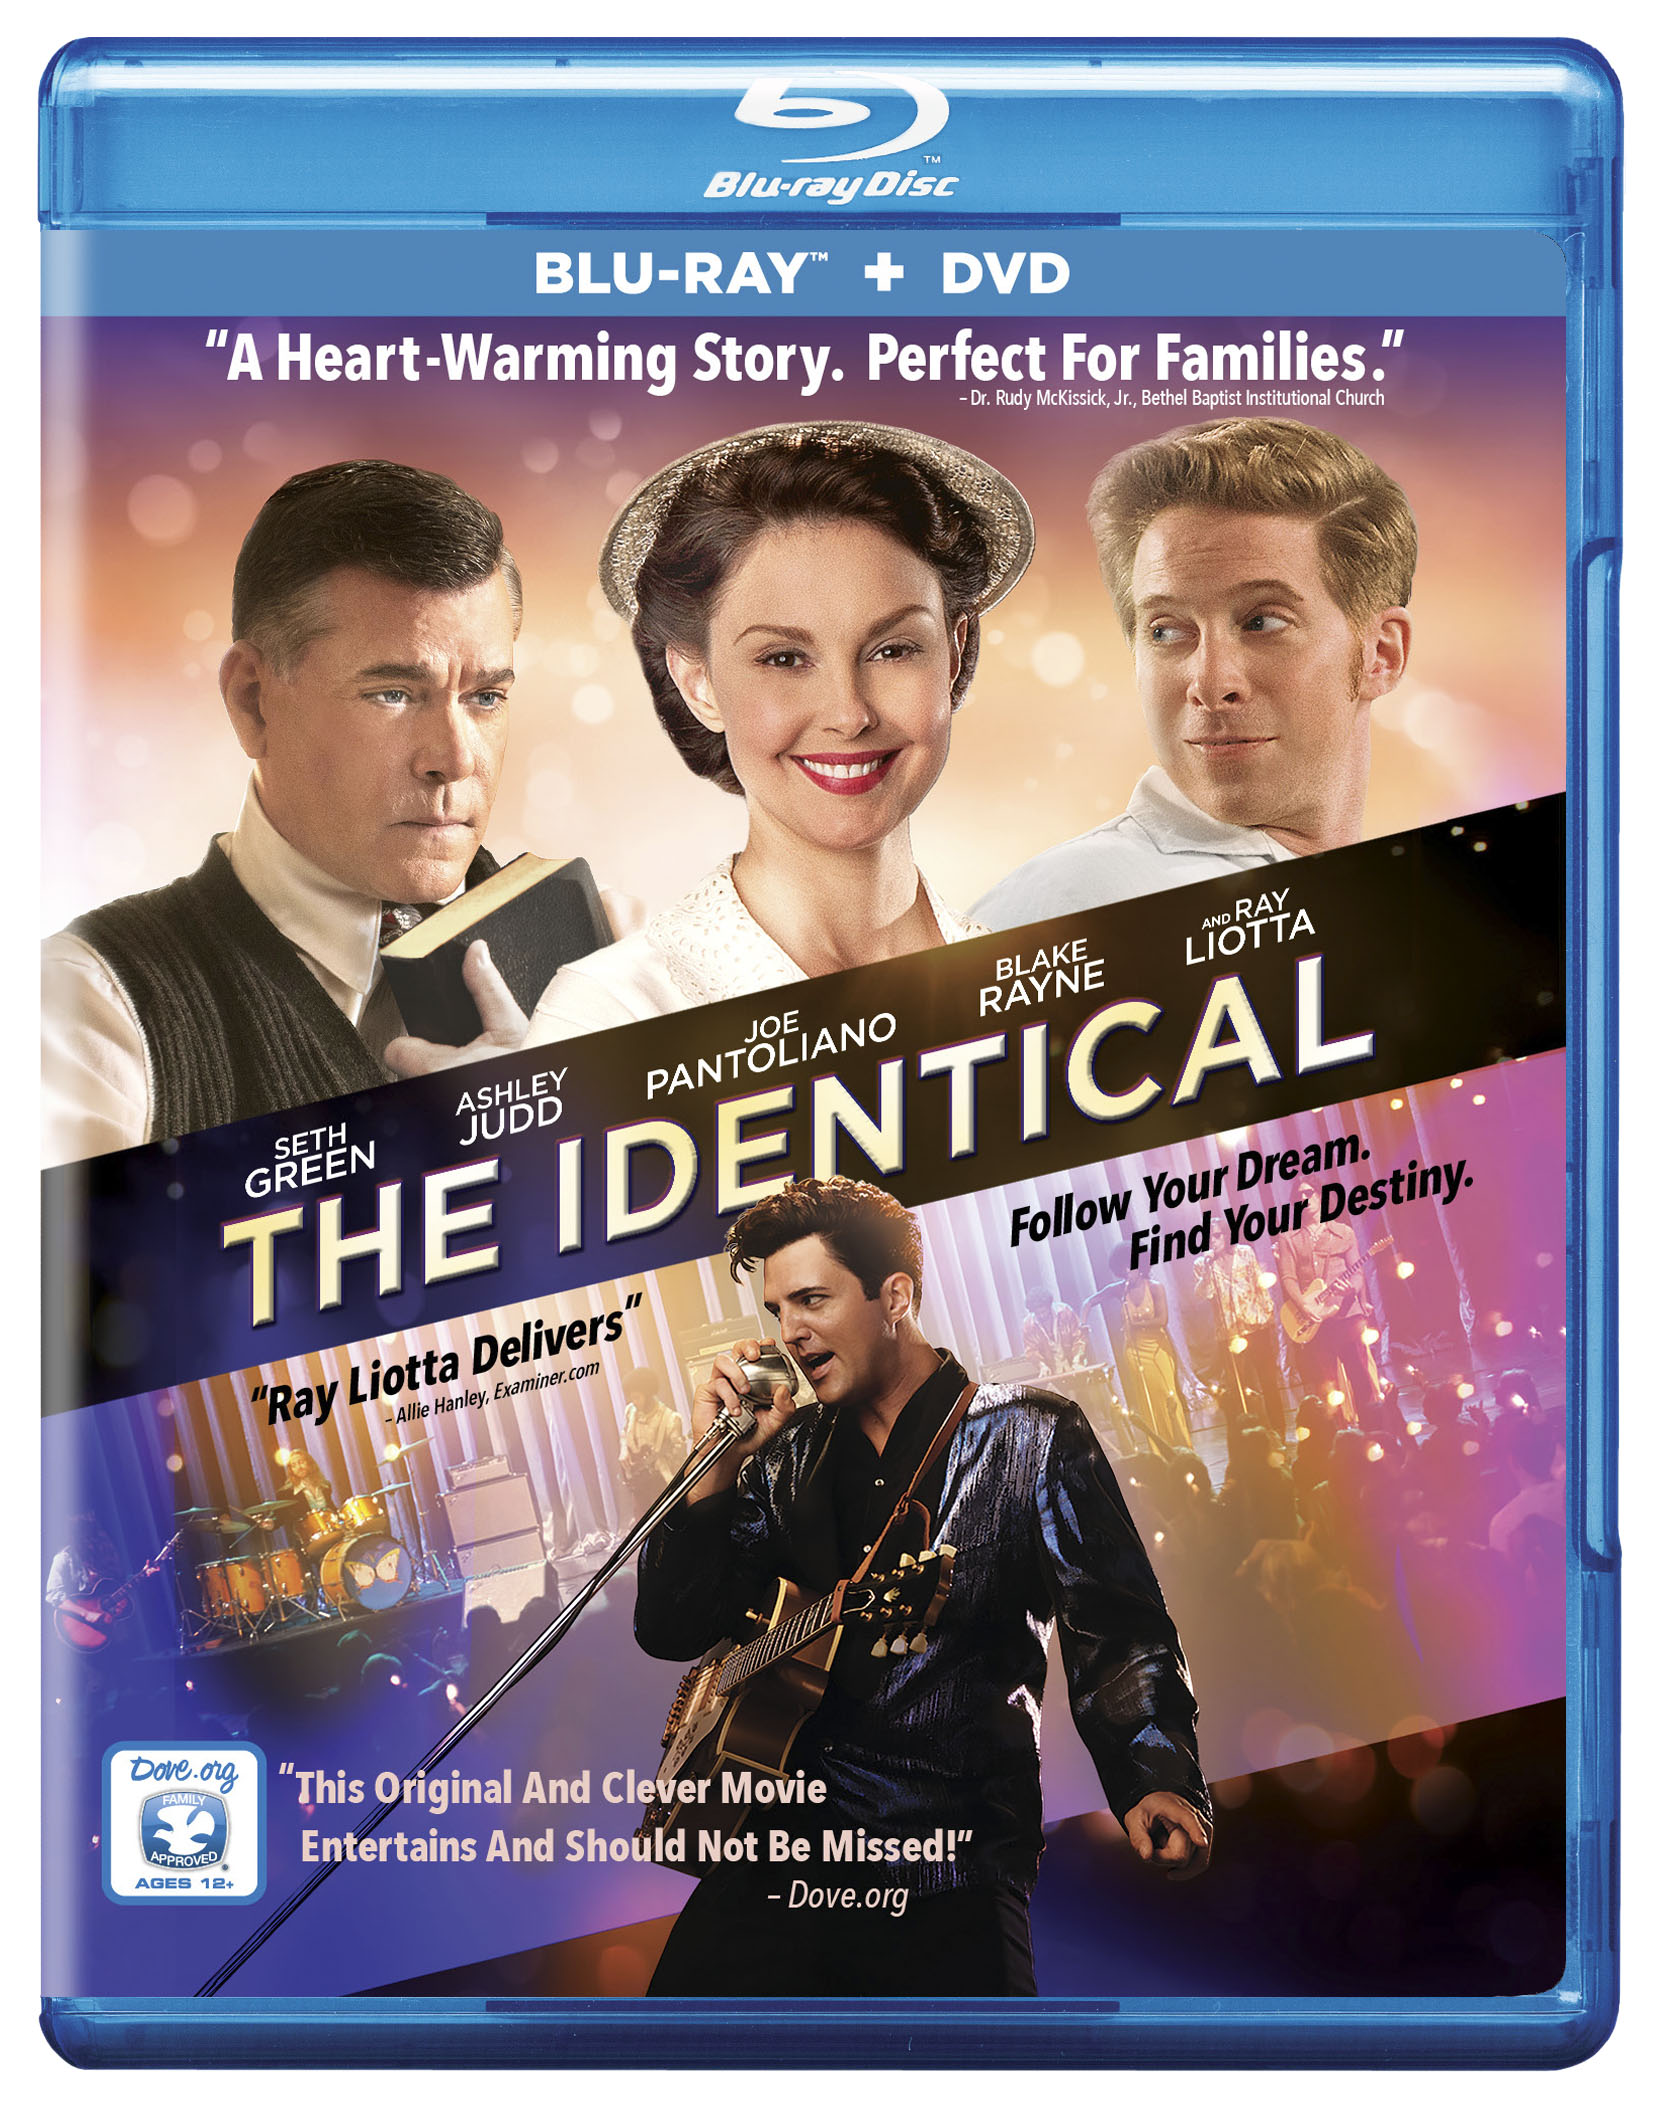 Blu-ray Disc™
BLU-RAY™ + DVD
“A Heart-Warming Story. Perfect For Families.”
– Dr. Rudy McKissick, Jr., Bethel Baptist Institutional Church
SETH
GREEN
ASHLEY
JUDD
JOE
PANTOLIANO
BLAKE
RAYNE
AND RAY
LIOTTA
THE IDENTICAL
Follow Your Dream.
Find Your Destiny.
“Ray Liotta Delivers”
– Allie Hanley, Examiner.com
Dove.org
FAMILY
APPROVED
AGES 12+
“This Original And Clever Movie
Entertains And Should Not Be Missed!”
– Dove.org